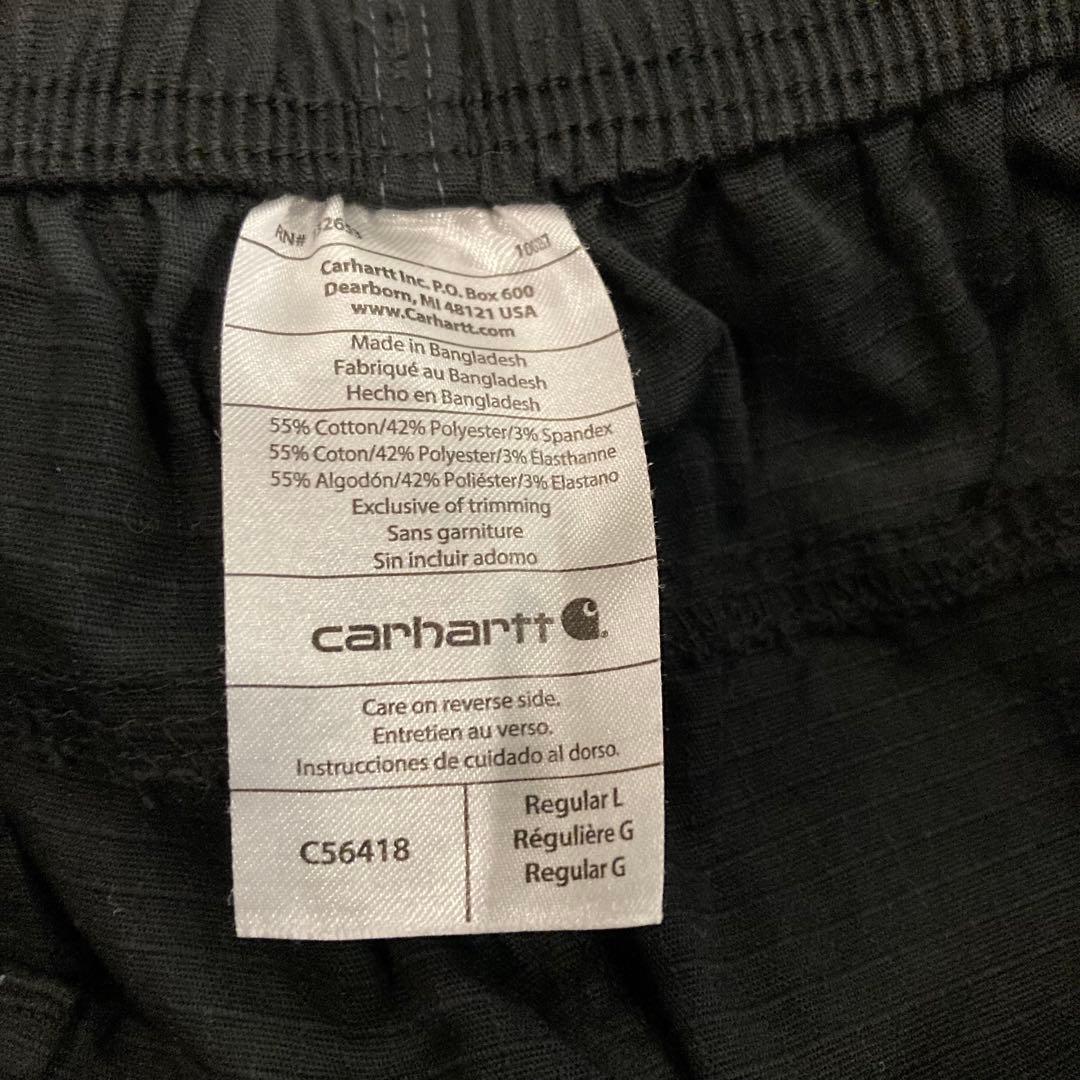 RN#
Carhartt Inc. P.O. Box 600
Dearborn, MI 48121 USA
www.Carhartt.com
Made in Bangladesh
Fabriqué au Bangladesh
Hecho en Bangladesh
55% Cotton/42% Polyester/3% Spandex
55% Coton/42% Polyester/3% Élasthanne
55% Algodón/42% Poliéster/3% Elastano
Exclusive of trimming
Sans garniture
Sin incluir adorno
carhartt
Care on reverse side.
Entretien au verso.
Instrucciones de cuidado al dorso.
C56418
Regular L
Régulière G
Regular G